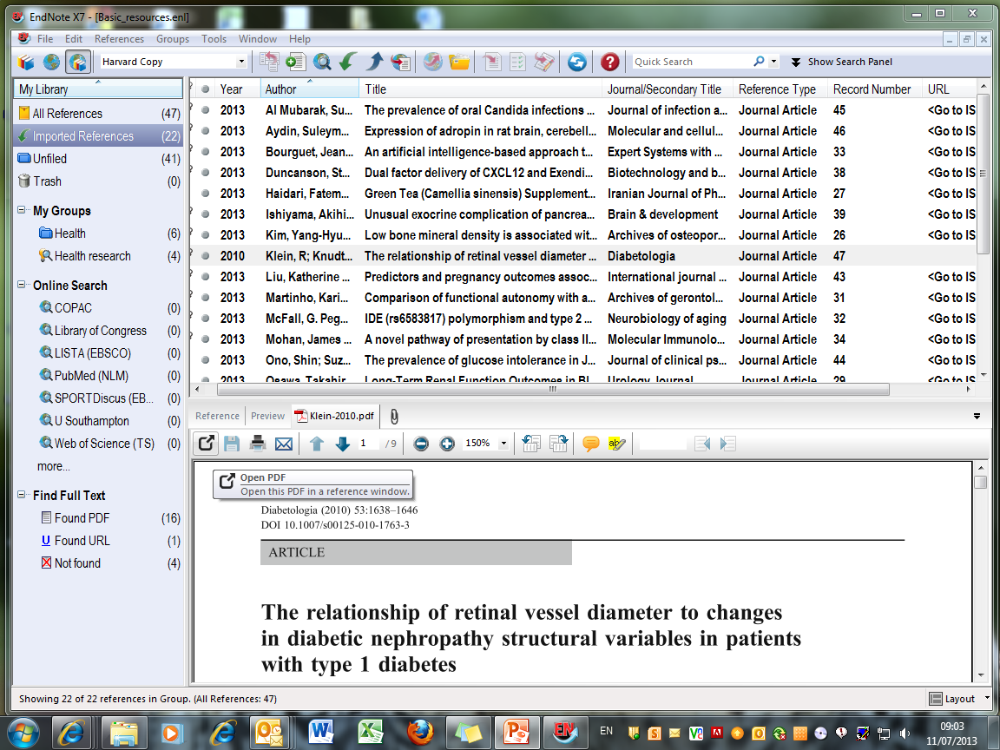 EndNote X7 - [Basic_resources.enl]
File Edit References Groups Tools Window Help
Harvard Copy Quick Search Show Search Panel
My Library
All References (47)
Imported References (22)
Unfiled (41)
Trash (0)
My Groups
Health (6)
Health research (4)
Online Search
COPAC (0)
Library of Congress (0)
LISTA (EBSCO) (0)
PubMed (NLM) (0)
SPORTDiscus (EB... (0)
U Southampton (0)
Web of Science (TS) (0)
more...
Find Full Text
Found PDF (16)
U Found URL (1)
Not found (4)
Year Author Title Journal/Secondary Title Reference Type Record Number URL
2013 Al Mubarak, Su... The prevalence of oral Candida infections ... Journal of infection a... Journal Article 45 <Go to IS
2013 Aydin, Suleym... Expression of adropin in rat brain, cerebell... Molecular and cellul... Journal Article 46 <Go to IS
2013 Bourguet, Jean... An artificial intelligence-based approach t... Expert Systems with ... Journal Article 33 <Go to IS
2013 Duncanson, St... Dual factor delivery of CXCL12 and Exendi... Biotechnology and b... Journal Article 38 <Go to IS
2013 Haidari, Fatem... Green Tea (Camellia sinensis) Supplement... Iranian Journal of Ph... Journal Article 27 <Go to IS
2013 Ishiyama, Akihi... Unusual exocrine complication of pancrea... Brain & development Journal Article 39 <Go to IS
2013 Kim, Yang-Hyu... Low bone mineral density is associated wit... Archives of osteopor... Journal Article 26 <Go to IS
2010 Klein, R; Knudt... The relationship of retinal vessel diameter ... Diabetologia Journal Article 47
2013 Liu, Katherine ... Predictors and pregnancy outcomes assoc... International journal ... Journal Article 43 <Go to IS
2013 Martinho, Kari... Comparison of functional autonomy with a... Archives of gerontol... Journal Article 31 <Go to IS
2013 McFall, G. Peg... IDE (rs6583817) polymorphism and type 2 ... Neurobiology of aging Journal Article 32 <Go to IS
2013 Mohan, James ... A novel pathway of presentation by class II... Molecular Immunolo... Journal Article 34 <Go to IS
2013 Ono, Shin; Suz... The prevalence of glucose intolerance in J... Journal of clinical ps... Journal Article 44 <Go to IS
2013 Osawa, Takahir... Long-Term Renal Function Outcomes in Bl... Urology Journal Journal Article 29 <Go to IS
Reference Preview Klein-2010.pdf
1 / 9 150%
Open PDF
Open this PDF in a reference window.
Diabetologia (2010) 53:1638–1646
DOI 10.1007/s00125-010-1763-3
ARTICLE
The relationship of retinal vessel diameter to changes
in diabetic nephropathy structural variables in patients
with type 1 diabetes
Showing 22 of 22 references in Group. (All References: 47) Layout
EN 09:03
11/07/2013